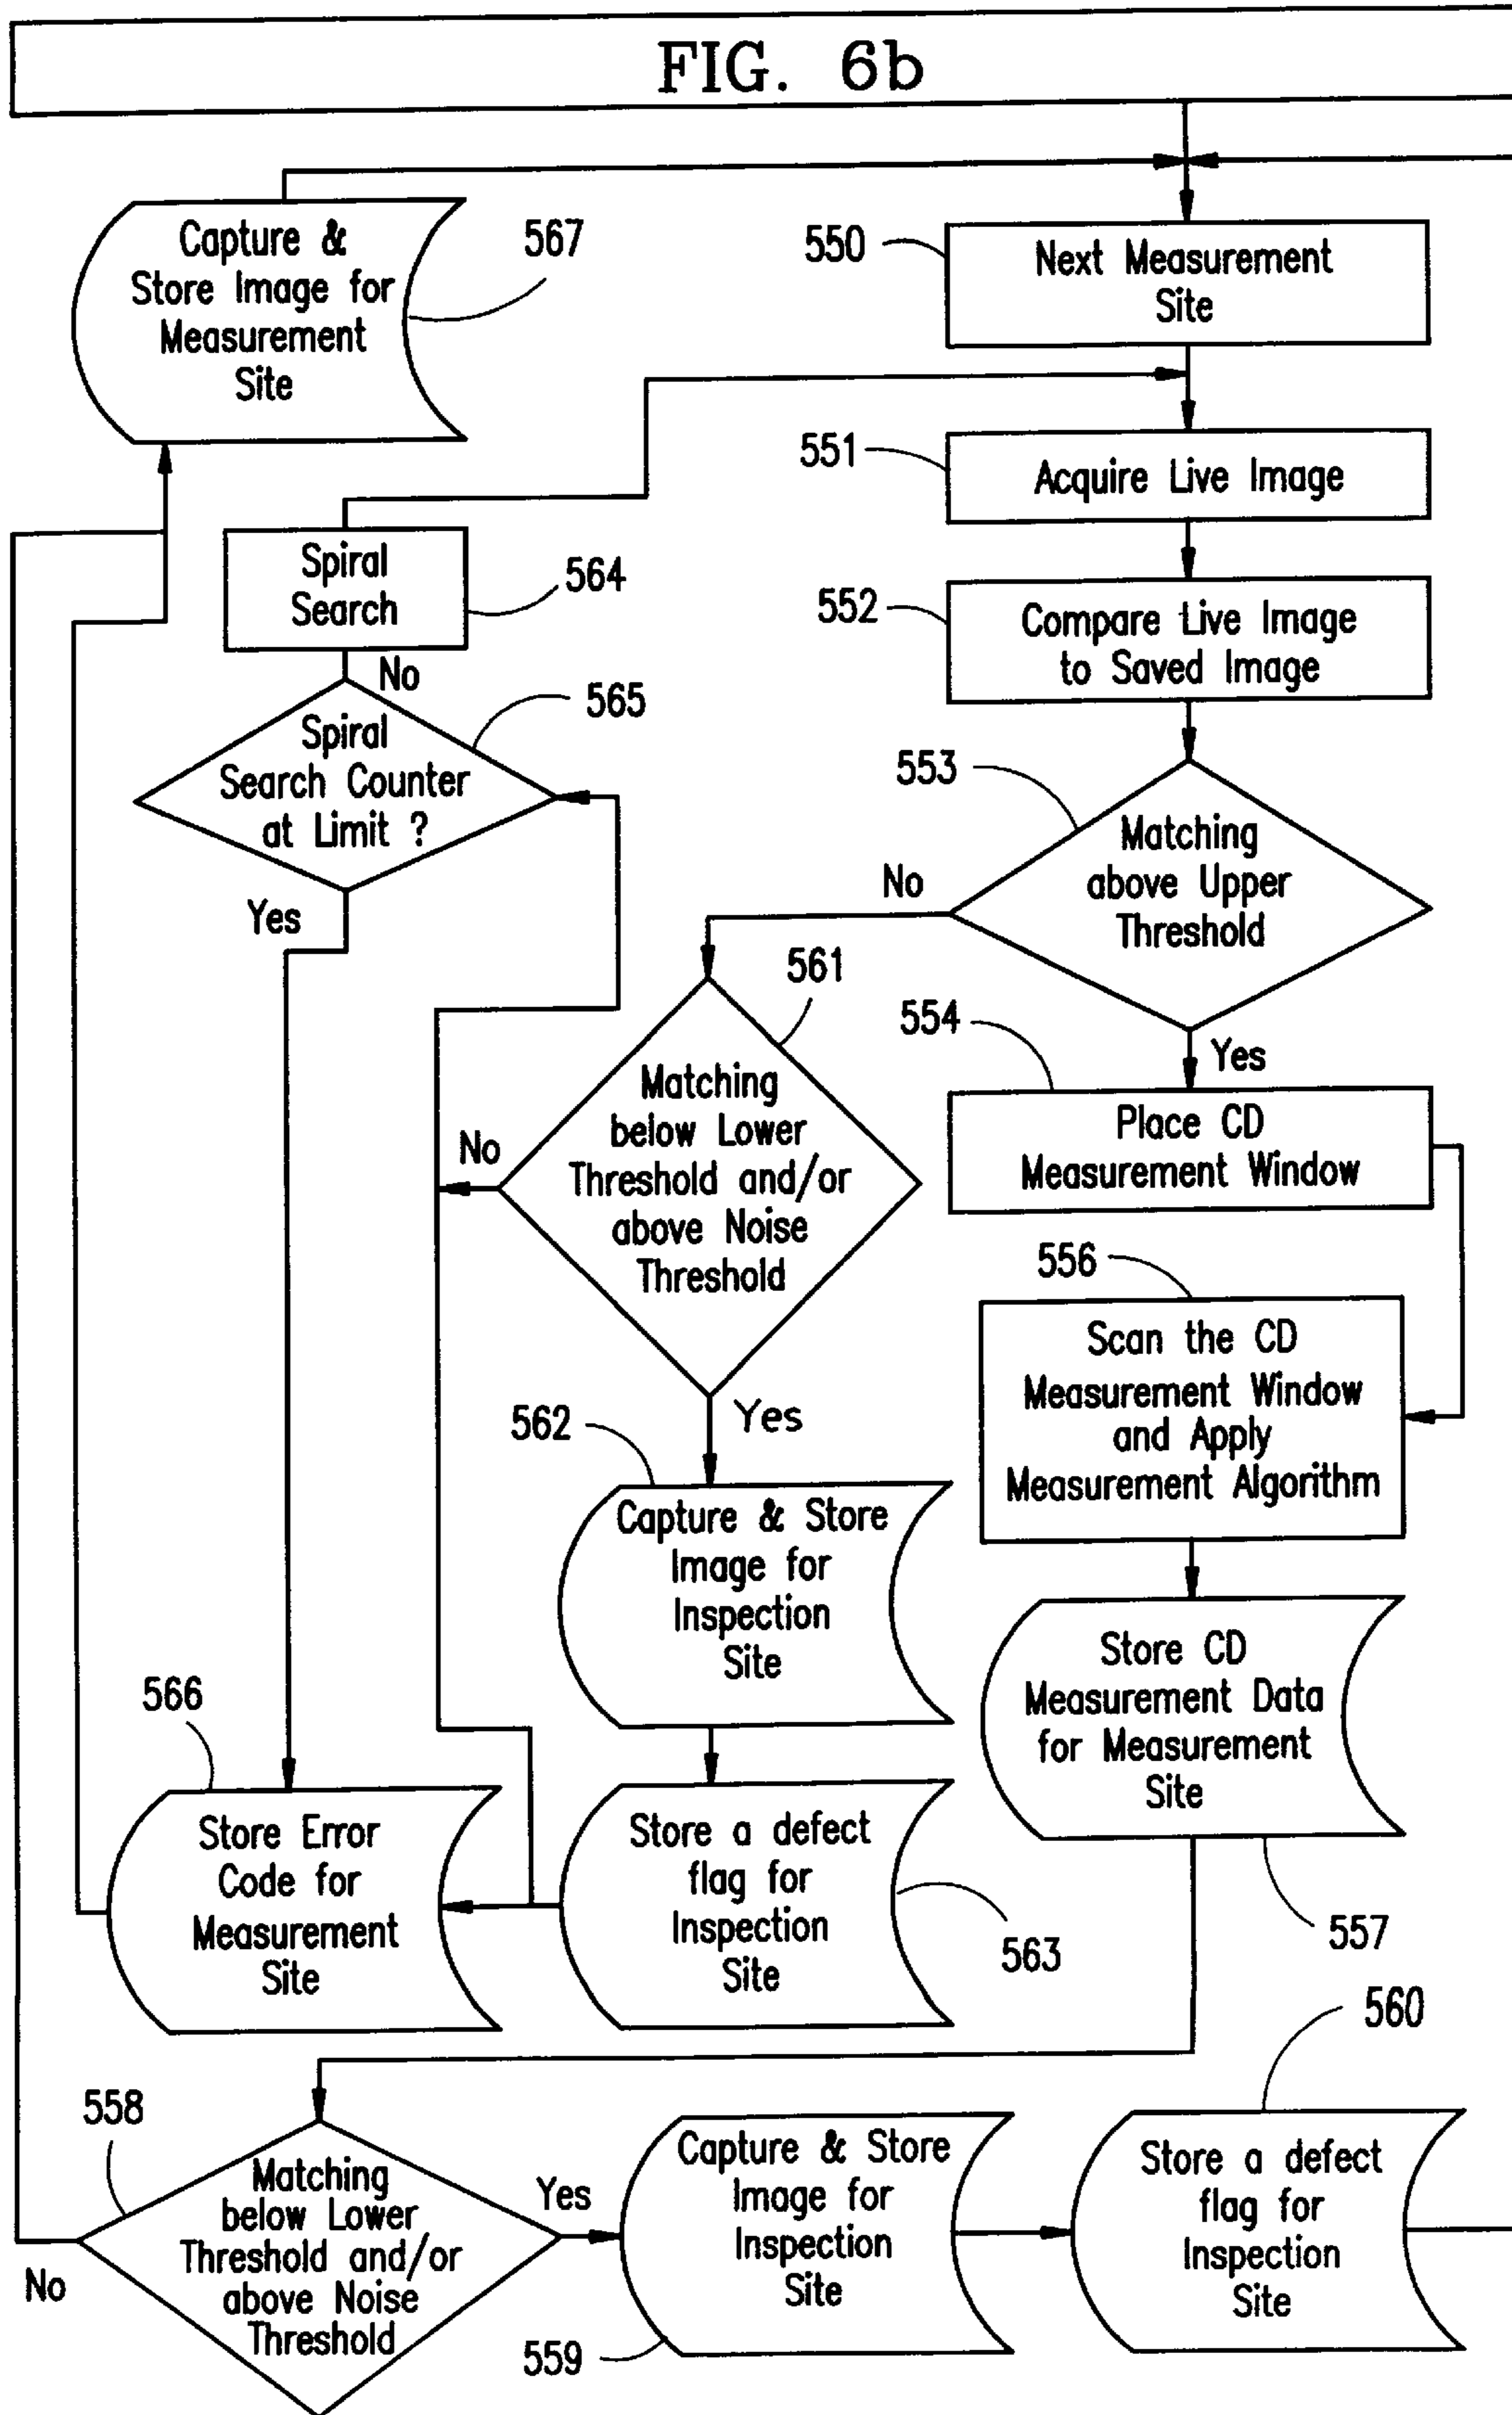 FIG. 6b
Capture &
Store Image for
Measurement
Site
567
550
Next Measurement
Site
551
Acquire Live Image
Spiral
Search
564
552
Compare Live Image
to Saved Image
No
565
Spiral
Search Counter
at Limit ?
Yes
553
Matching
above Upper
Threshold
No
Yes
561
Matching
below Lower
Threshold and/or
above Noise
Threshold
No
Yes
554
Place CD
Measurement Window
556
Scan the CD
Measurement Window
and Apply
Measurement Algorithm
562
Capture & Store
Image for
Inspection
Site
Store CD
Measurement Data
for Measurement
Site
557
566
Store Error
Code for
Measurement
Site
Store a defect
flag for
Inspection
Site
563
558
Matching
below Lower
Threshold and/or
above Noise
Threshold
No
Yes
Capture & Store
Image for
Inspection
Site
559
560
Store a defect
flag for
Inspection
Site